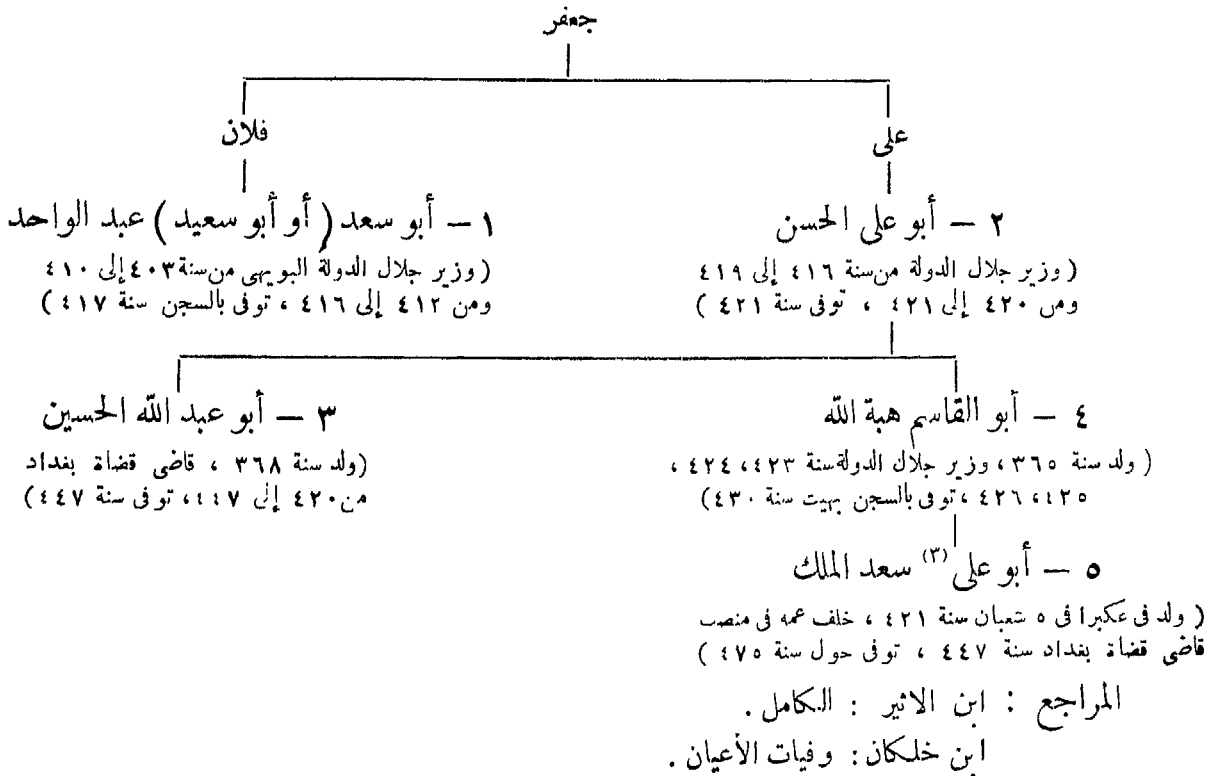 جعفر
على
فلان
٢ — أبو على الحسن
( وزير جلال الدولة من سنة ٤١٦ إلى ٤١٩
ومن ٤٢٠ إلى ٤٢١ ، توفى سنة ٤٢١ )
١ — أبو سعد ( أو أبو سعيد ) عبد الواحد
( وزير جلال الدولة البويهى من سنة ٤٠٣ إلى ٤١٠
ومن ٤١٢ إلى ٤١٦ ، توفى بالسجن سنة ٤١٧ )
٤ — أبو القاسم هبة الله
( ولد سنة ٣٦٥ ، وزير جلال الدولة سنة ٤٢٣ ، ٤٢٤ ،
٤٢٥ ، ٤٢٦ ، توفى بالسجن بهيت سنة ٤٣٠ )
٣ — أبو عبد الله الحسين
(ولد سنة ٣٦٨ ، قاضى قضاة بغداد
من ٤٢٠ إلى ٤٤٧ ، توفى سنة ٤٤٧ )
٥ — أبو على (٣) سعد الملك
( ولد فى عكبرا فى ٥ شعبان سنة ٤٢١ ، خلف عمه فى منصب
قاضى قضاة بغداد سنة ٤٤٧ ، توفى حول سنة ٤٧٥ )
المراجع : ابن الاثير : الكامل .
ابن خلكان : وفيات الأعيان .